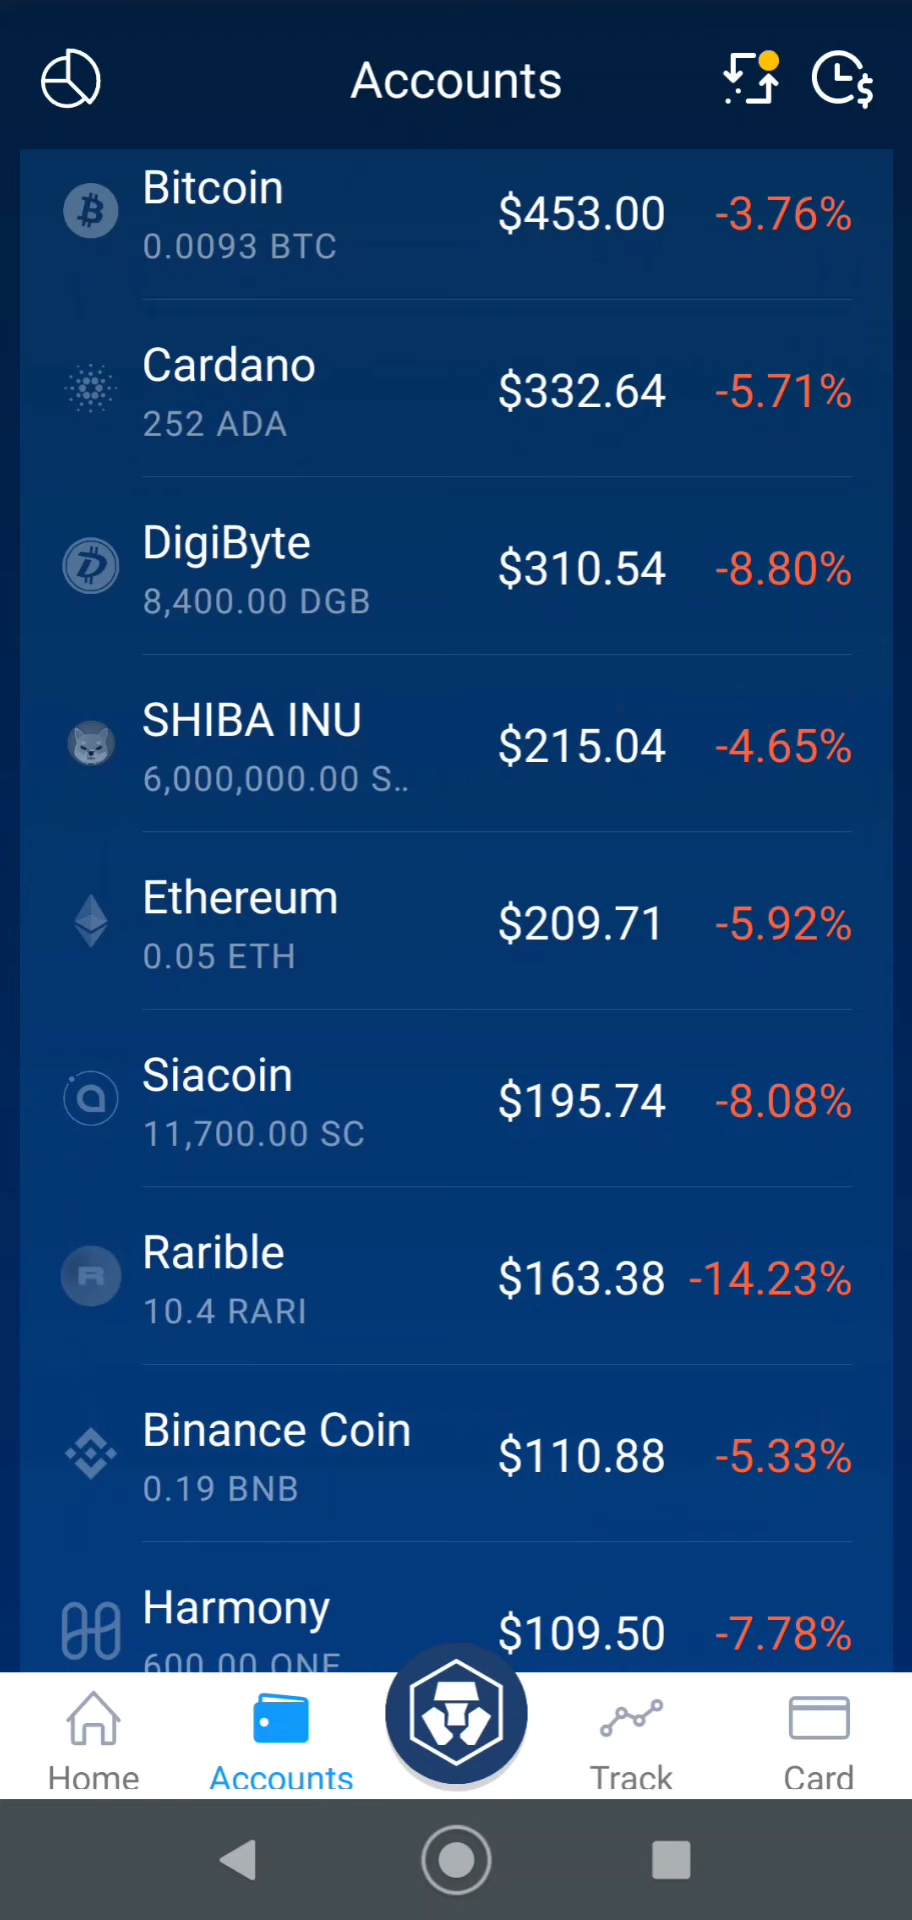 Accounts
Bitcoin
0.0093 BTC
$453.00
-3.76%
Cardano
252 ADA
$332.64
-5.71%
DigiByte
8,400.00 DGB
$310.54
-8.80%
SHIBA INU
6,000,000.00 S..
$215.04
-4.65%
Ethereum
0.05 ETH
$209.71
-5.92%
Siacoin
11,700.00 SC
$195.74
-8.08%
Rarible
10.4 RARI
$163.38
-14.23%
Binance Coin
0.19 BNB
$110.88
-5.33%
Harmony
600.00 ONE
$109.50
-7.78%
Home
Accounts
Track
Card